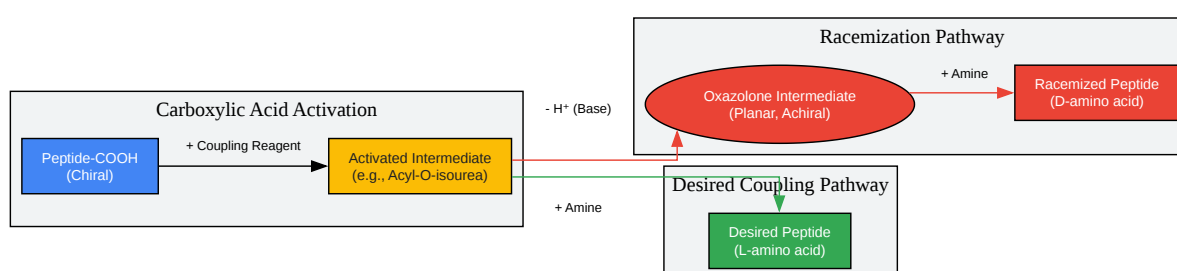 Carboxylic Acid Activation
Peptide-COOH
(Chiral)
+ Coupling Reagent
Activated Intermediate
(e.g., Acyl-O-isourea)
- H⁺ (Base)
+ Amine
Racemization Pathway
Oxazolone Intermediate
(Planar, Achiral)
+ Amine
Racemized Peptide
(D-amino acid)
Desired Coupling Pathway
Desired Peptide
(L-amino acid)